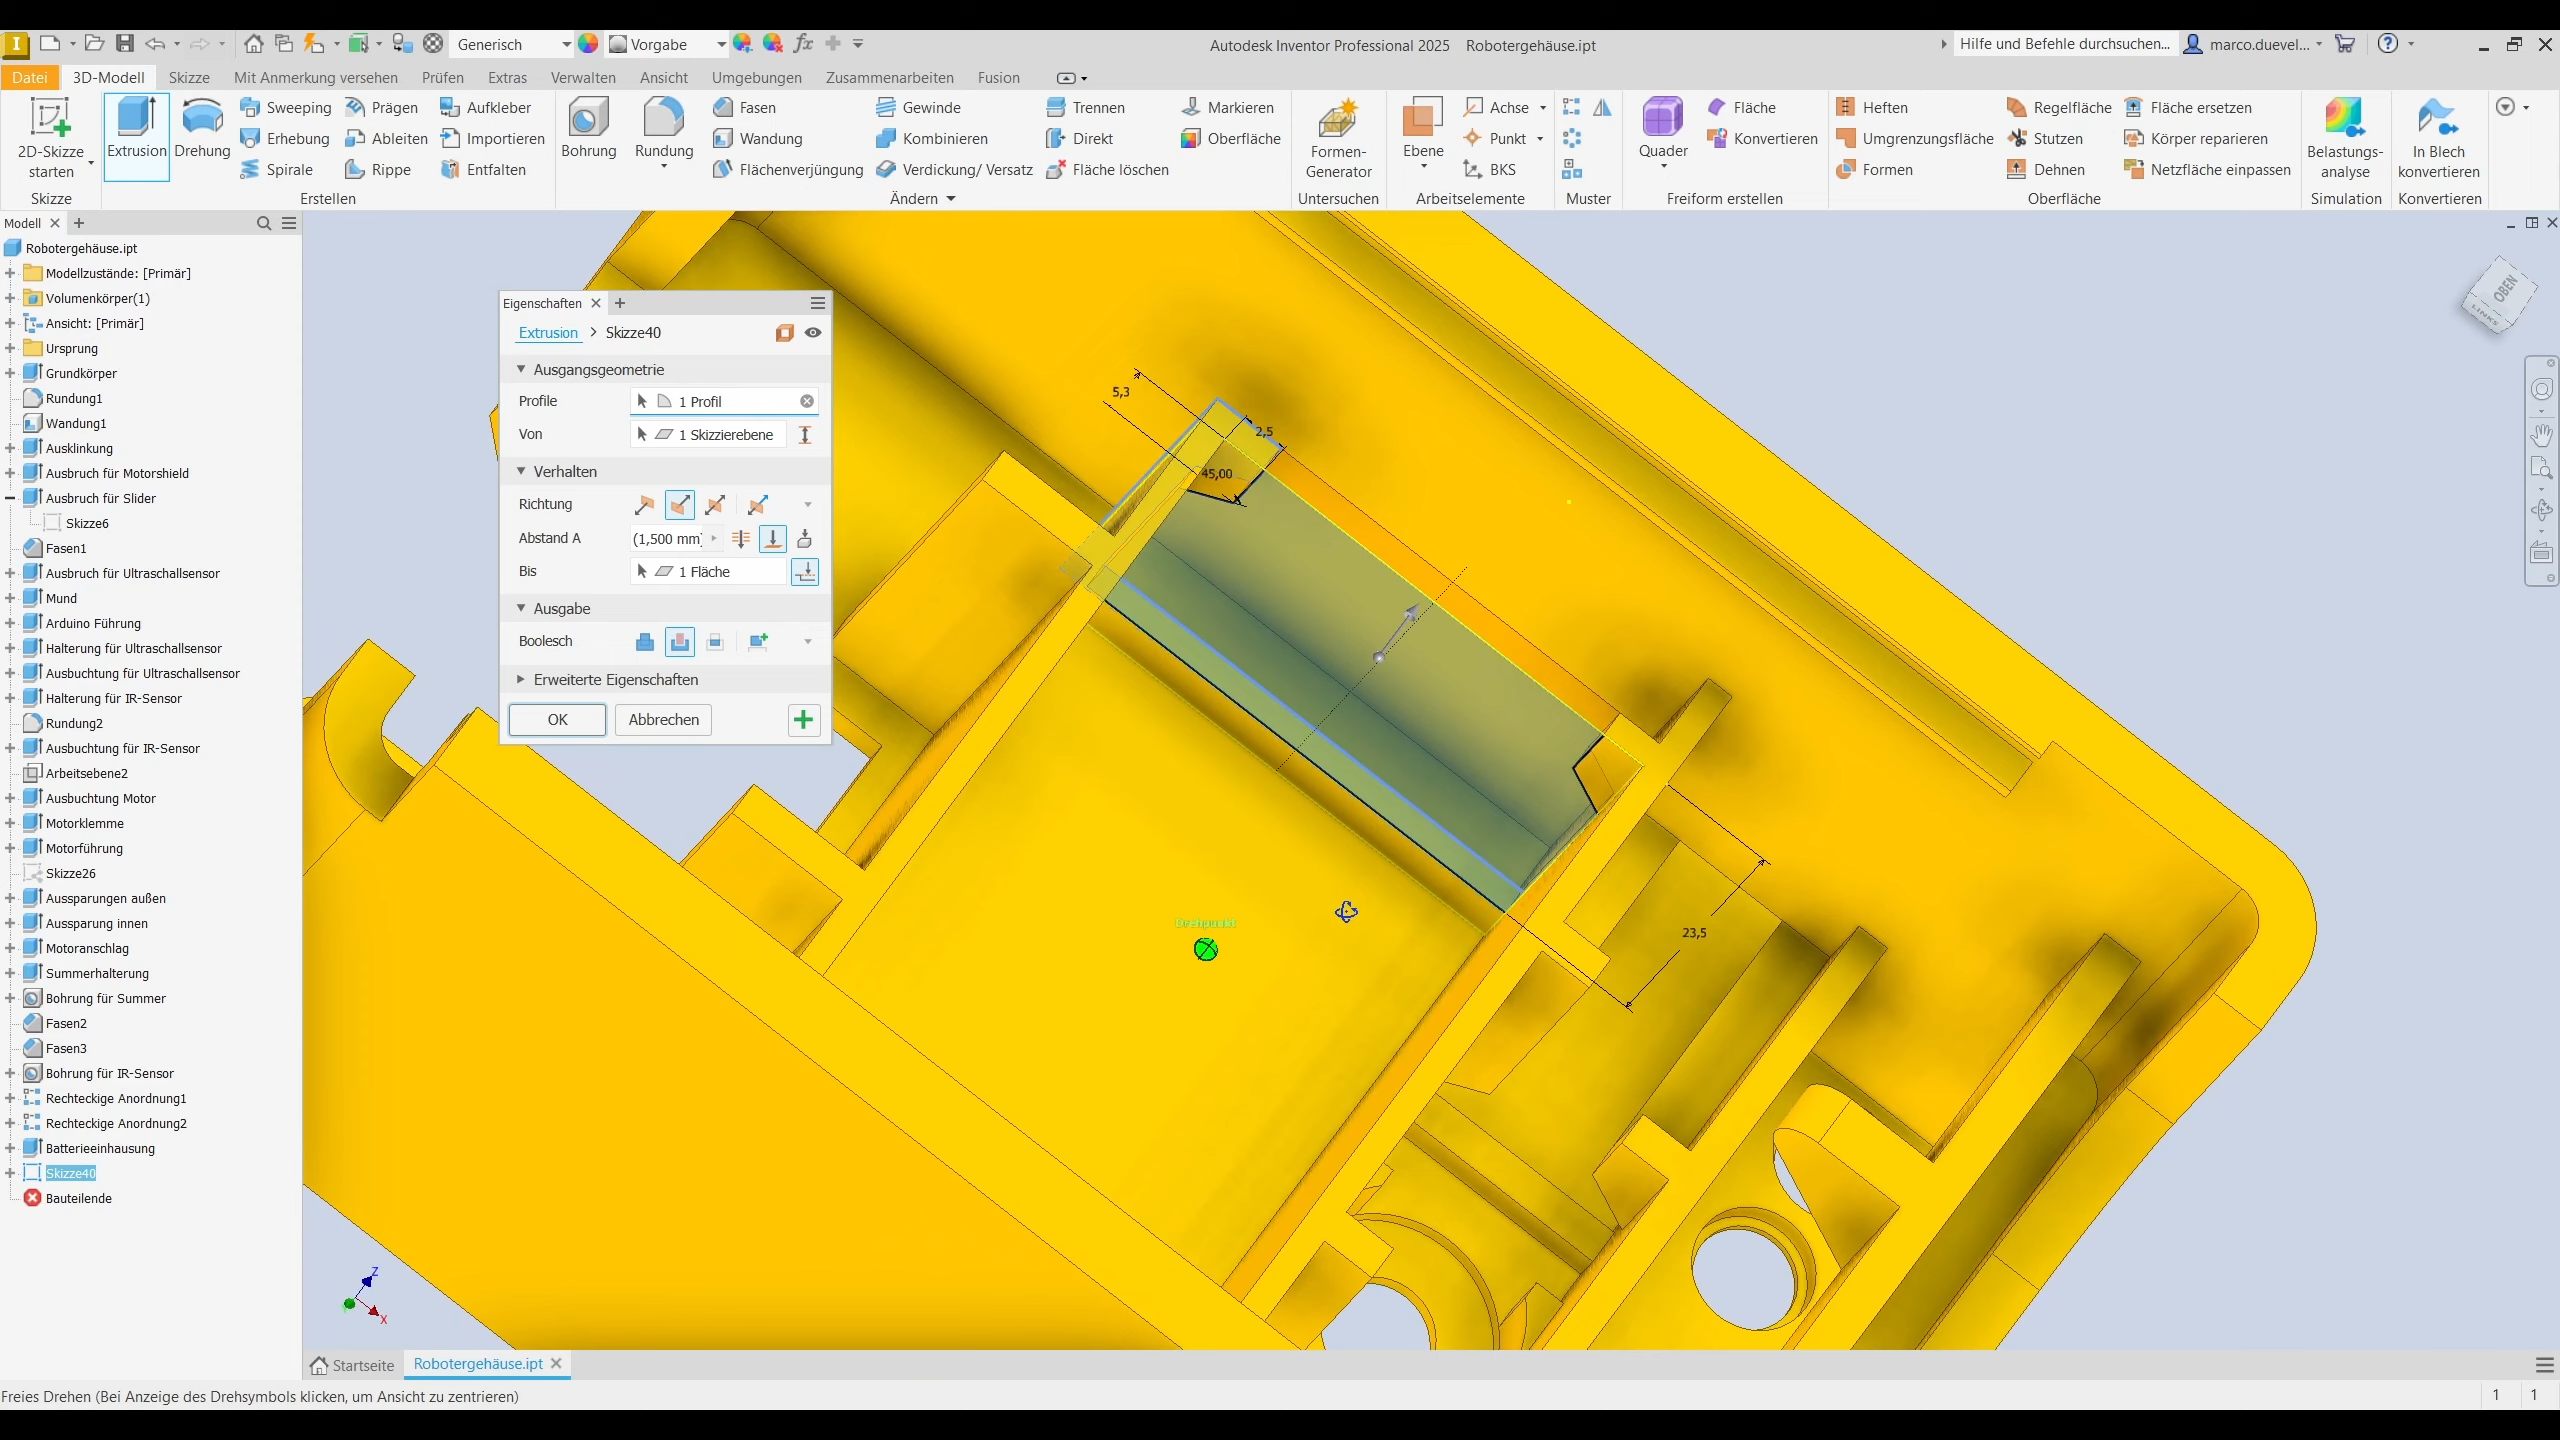 Generisch
Vorgabe
Autodesk Inventor Professional 2025 Robotergehäuse.ipt
Hilfe und Befehle durchsuchen...
marco.duevel...
Datei 3D-Modell Skizze Mit Anmerkung versehen Prüfen Extras Verwalten Ansicht Umgebungen Zusammenarbeiten Fusion
2D-Skizze starten
Extrusion
Drehung
Sweeping
Erhebung
Spirale
Prägen
Ableiten
Rippe
Aufkleber
Importieren
Entfalten
Bohrung
Rundung
Fasen
Wandung
Flächenverjüngung
Gewinde
Kombinieren
Verdickung/ Versatz
Trennen
Direkt
Fläche löschen
Markieren
Oberfläche
Formen-Generator
Ebene
Achse
Punkt
BKS
Quader
Fläche
Konvertieren
Heften
Umgrenzungsfläche
Formen
Regelfläche
Stutzen
Dehnen
Fläche ersetzen
Körper reparieren
Netzfläche einpassen
Belastungs-analyse
In Blech konvertieren
Skizze Erstellen Ändern Untersuchen Arbeitselemente Muster Freiform erstellen Oberfläche Simulation Konvertieren
Modell
Robotergehäuse.ipt
Modellzustände: [Primär]
Volumenkörper(1)
Ansicht: [Primär]
Ursprung
Grundkörper
Rundung1
Wandung1
Ausklinkung
Ausbruch für Motorshield
Ausbruch für Slider
Skizze6
Fasen1
Ausbruch für Ultraschallsensor
Mund
Arduino Führung
Halterung für Ultraschallsensor
Ausbuchtung für Ultraschallsensor
Halterung für IR-Sensor
Rundung2
Ausbuchtung für IR-Sensor
Arbeitsebene2
Ausbuchtung Motor
Motorklemme
Motorführung
Skizze26
Aussparungen außen
Aussparung innen
Motoranschlag
Summerhalterung
Bohrung für Summer
Fasen2
Fasen3
Bohrung für IR-Sensor
Rechteckige Anordnung1
Rechteckige Anordnung2
Batterieeinhausung
Skizze40
Bauteilende
Eigenschaften
Extrusion > Skizze40
Ausgangsgeometrie
Profile 1 Profil
Von 1 Skizzierebene
Verhalten
Richtung
Abstand A (1,500 mm)
Bis 1 Fläche
Ausgabe
Boolesch
Erweiterte Eigenschaften
OK Abbrechen
5,3
2,5
45,00
23,5
Drehpunkt
OBEN
LINKS
Z
X
Startseite Robotergehäuse.ipt
Freies Drehen (Bei Anzeige des Drehsymbols klicken, um Ansicht zu zentrieren)
1 1